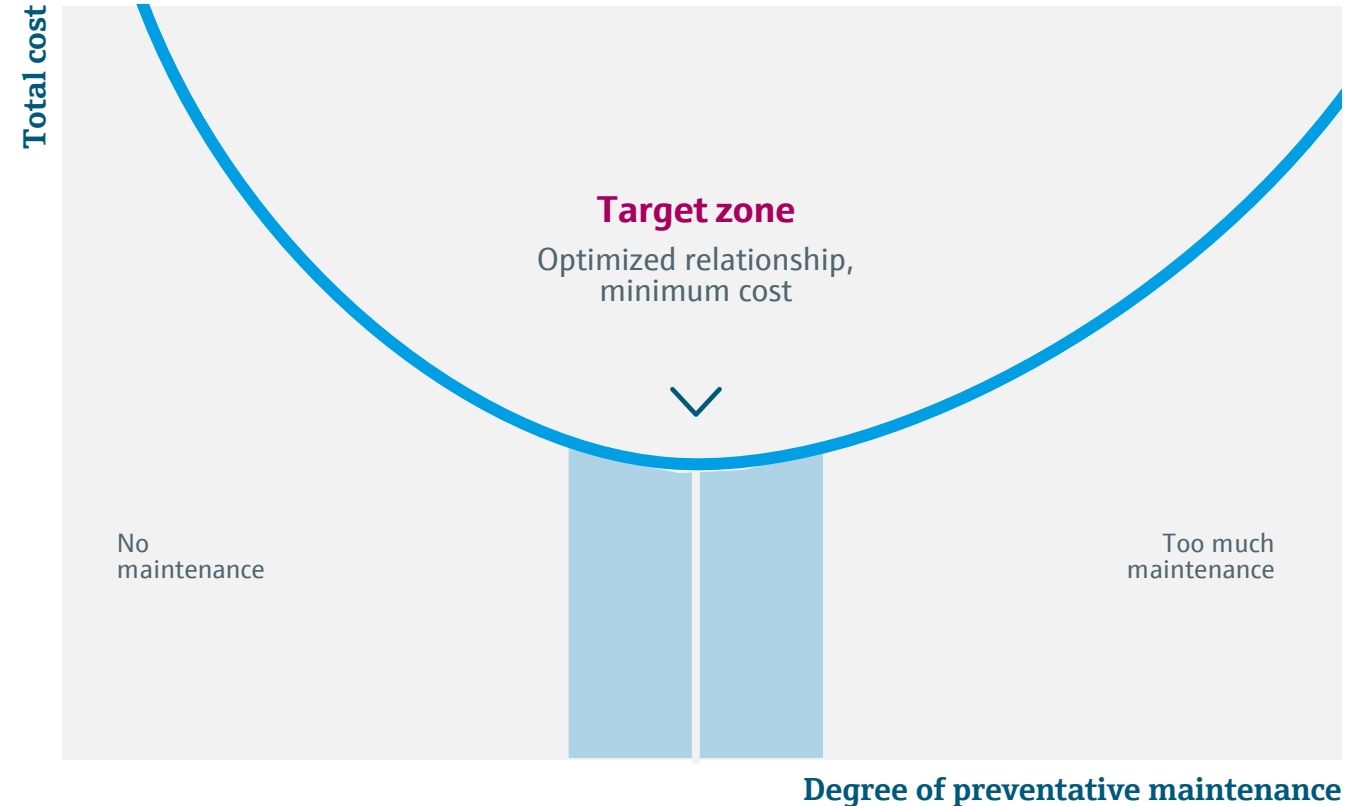 Total cost
Target zone
Optimized relationship,
minimum cost
No
maintenance
Too much
maintenance
Degree of preventative maintenance